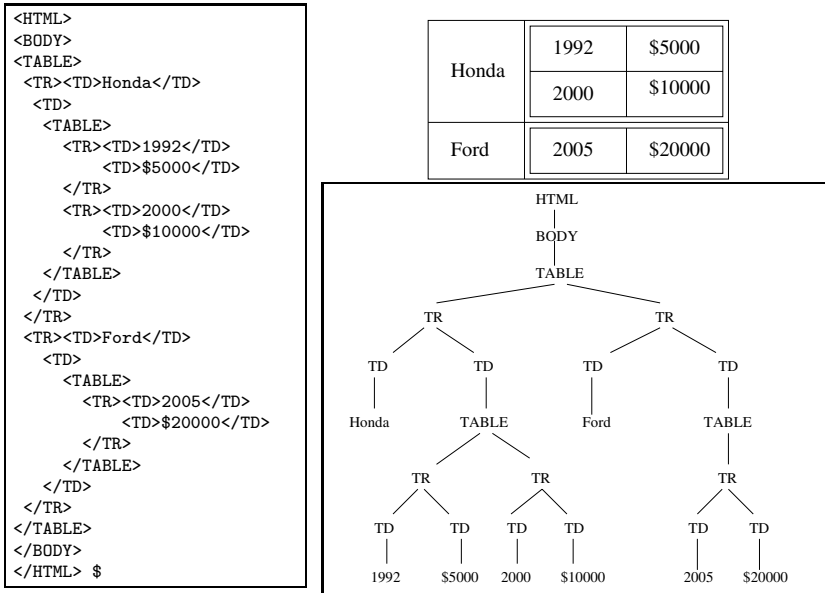 <HTML>
<BODY>
<TABLE>
<TR><TD>Honda</TD>
<TD>
<TABLE>
<TR><TD>1992</TD>
<TD>$5000</TD>
</TR>
<TR><TD>2000</TD>
<TD>$10000</TD>
</TR>
</TABLE>
</TD>
</TR>
<TR><TD>Ford</TD>
<TD>
<TABLE>
<TR><TD>2005</TD>
<TD>$20000</TD>
</TR>
</TABLE>
</TD>
</TR>
</TABLE>
</BODY>
</HTML> $
Honda
1992 $5000
2000 $10000
Ford 2005 $20000
HTML
BODY
TABLE
TR TR
TD TD TD TD
Honda TABLE Ford TABLE
TR TR TR
TD TD TD TD TD TD
1992 $5000 2000 $10000 2005 $20000